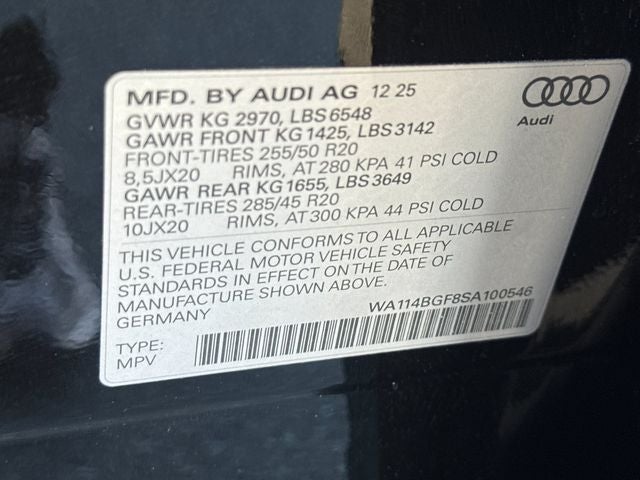 MFD. BY AUDI AG 12 25
GVWR KG 2970, LBS 6548
GAWR FRONT KG 1425, LBS 3142
FRONT-TIRES 255/50 R20
8,5JX20 RIMS, AT 280 KPA 41 PSI COLD
GAWR REAR KG 1655, LBS 3649
REAR-TIRES 285/45 R20
10JX20 RIMS, AT 300 KPA 44 PSI COLD
THIS VEHICLE CONFORMS TO ALL APPLICABLE
U.S. FEDERAL MOTOR VEHICLE SAFETY
STANDARDS IN EFFECT ON THE DATE OF
MANUFACTURE SHOWN ABOVE.
GERMANY
WA114BGF8SA100546
TYPE:
MPV
Audi